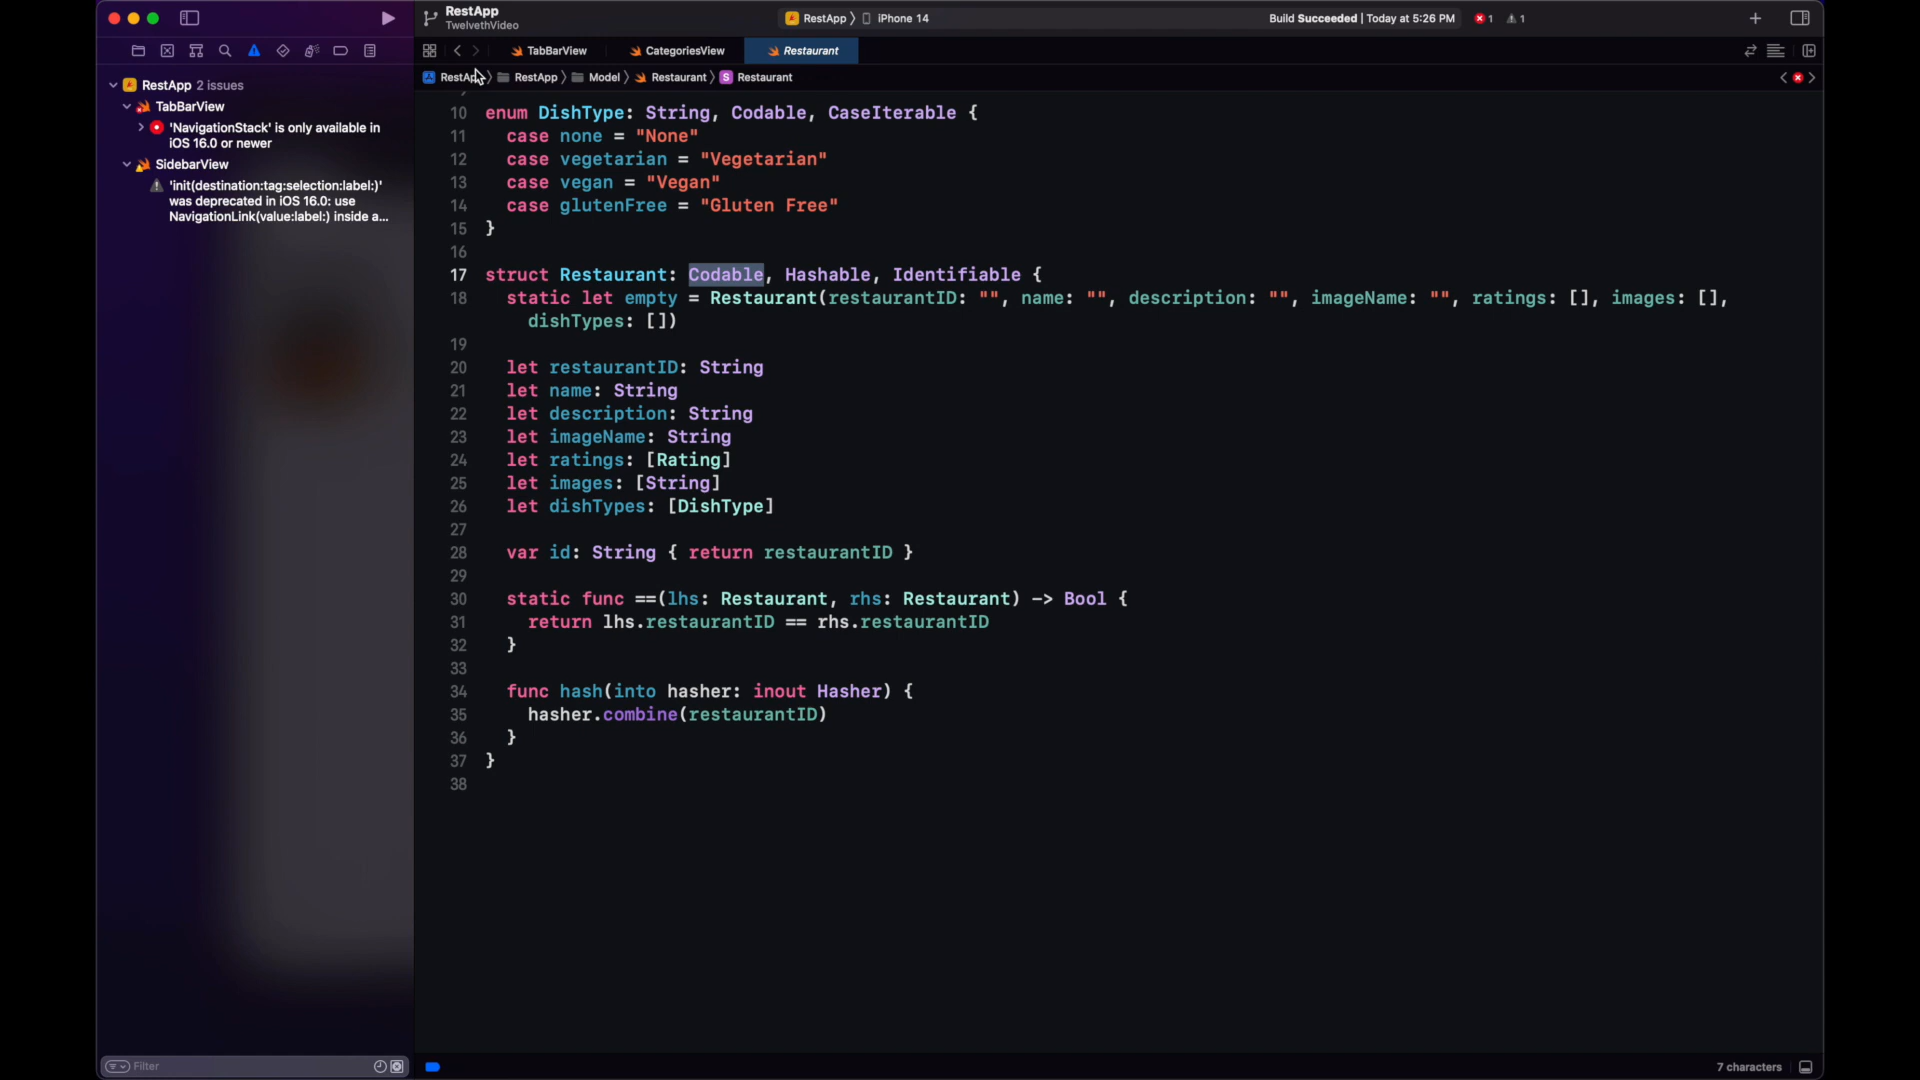 RestApp
TwelvethVideo
RestApp
iPhone 14
Build Succeeded | Today at 5:26 PM
1
1
TabBarView
CategoriesView
Restaurant
RestApp
RestApp
Model
Restaurant
S
Restaurant
RestApp 2 issues
TabBarView
'NavigationStack' is only available in
iOS 16.0 or newer
SidebarView
'init(destination:tag:selection:label:)'
was deprecated in iOS 16.0: use
NavigationLink(value:label:) inside a...
10 enum DishType: String, Codable, CaseIterable {
11 case none = "None"
12 case vegetarian = "Vegetarian"
13 case vegan = "Vegan"
14 case glutenFree = "Gluten Free"
15 }
16
17 struct Restaurant: Codable, Hashable, Identifiable {
18 static let empty = Restaurant(restaurantID: "", name: "", description: "", imageName: "", ratings: [], images: [],
dishTypes: [])
19
20 let restaurantID: String
21 let name: String
22 let description: String
23 let imageName: String
24 let ratings: [Rating]
25 let images: [String]
26 let dishTypes: [DishType]
27
28 var id: String { return restaurantID }
29
30 static func ==(lhs: Restaurant, rhs: Restaurant) -> Bool {
31 return lhs.restaurantID == rhs.restaurantID
32 }
33
34 func hash(into hasher: inout Hasher) {
35 hasher.combine(restaurantID)
36 }
37 }
38
Filter
7 characters